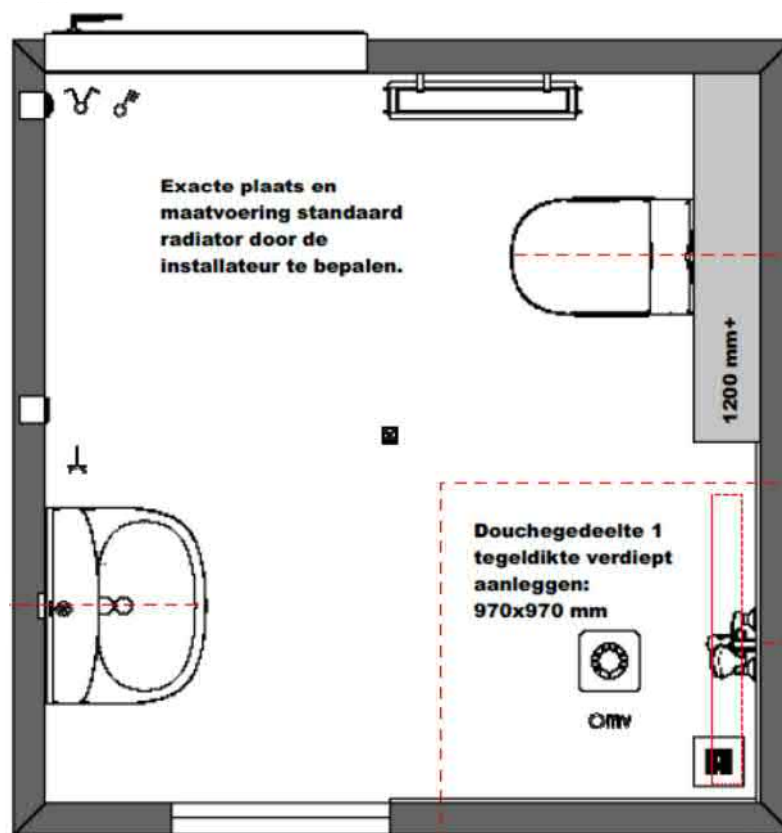 Exacte plaats en
maatvoering standaard
radiator door de
installateur te bepalen.
1200 mm+
Douchegedeelte 1
tegeldikte verdiept
aanleggen:
970x970 mm
mv